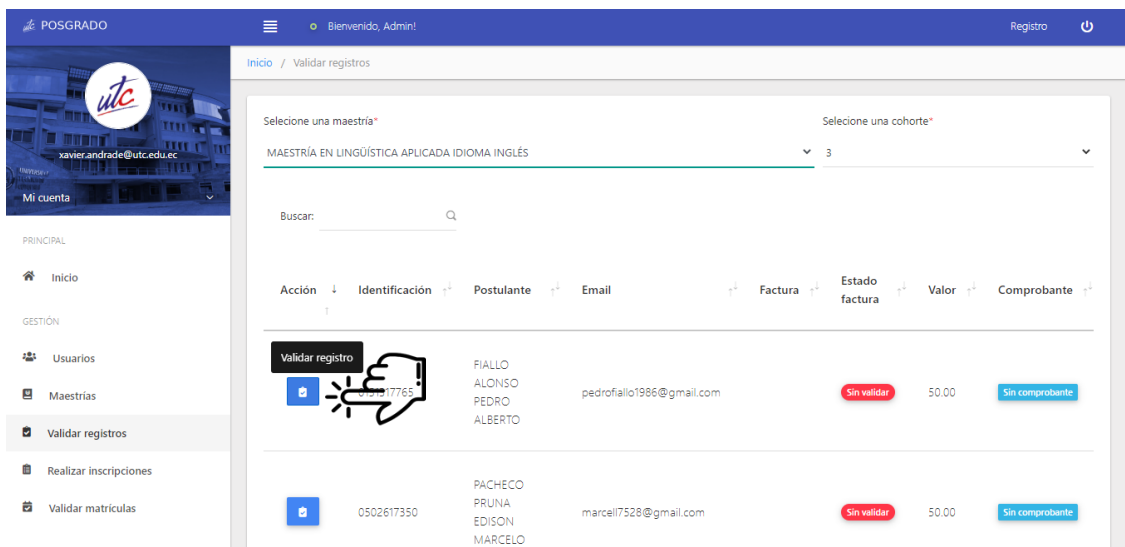 POSGRADO
Bienvenido, Admin!
Registro
utc
xavier.andrade@utc.edu.ec
Mi cuenta
PRINCIPAL
Inicio
GESTIÓN
Usuarios
Maestrías
Validar registros
Realizar inscripciones
Validar matrículas
Inicio / Validar registros
Selecione una maestría*
Selecione una cohorte*
MAESTRÍA EN LINGÜÍSTICA APLICADA IDIOMA INGLÉS
3
Buscar:
Acción Identificación Postulante Email Factura Estado factura Valor Comprobante
Validar registro
FIALLO
ALONSO
PEDRO
ALBERTO
pedrofiallo1986@gmail.com
Sin validar
50.00
Sin comprobante
0502617350
PACHECO
PRUNA
EDISON
MARCELO
marcell7528@gmail.com
Sin validar
50.00
Sin comprobante